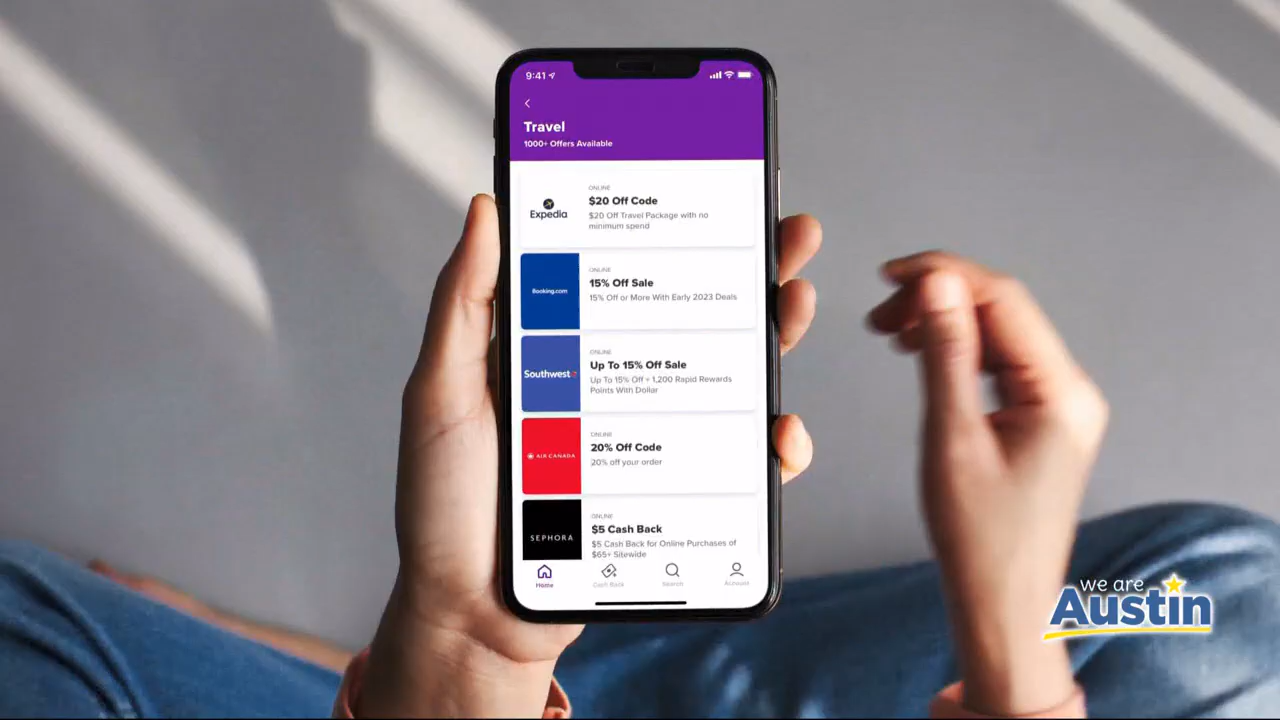 9:41
Travel
1000+ Offers Available
Expedia
ONLINE
$20 Off Code
$20 Off Travel Package with no
minimum spend
Booking.com
ONLINE
15% Off Sale
15% Off or More With Early 2023 Deals
Southwest
ONLINE
Up To 15% Off Sale
Up To 15% Off + 1,200 Rapid Rewards
Points With Dollar
AIR CANADA
ONLINE
20% Off Code
20% off your order
SEPHORA
ONLINE
$5 Cash Back
$5 Cash Back for Online Purchases of
$65+ Sitewide
Home
Cash Back
Search
Account
we are
Austin